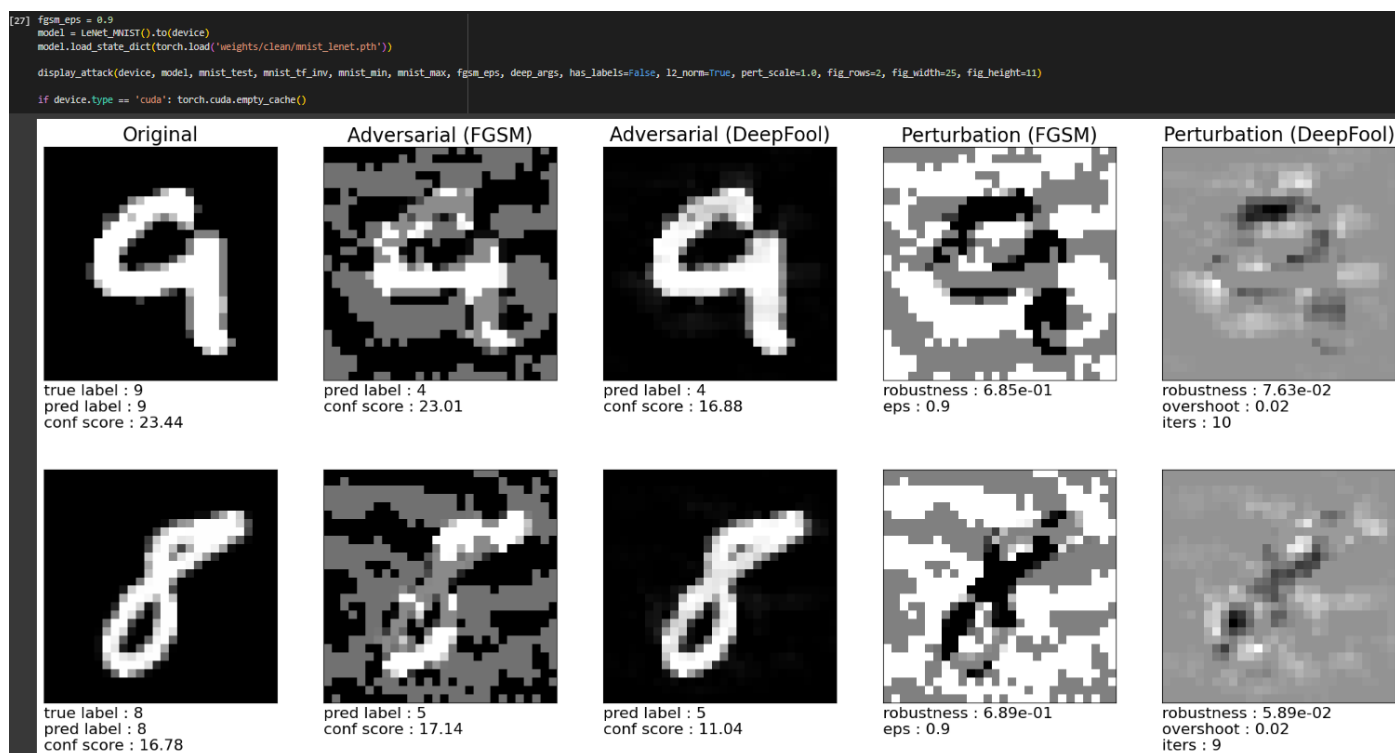 [27] fgsm_eps = 0.9
model = LeNet_MNIST().to(device)
model.load_state_dict(torch.load('weights/clean/mnist_lenet.pth'))
display_attack(device, model, mnist_test, mnist_tf_inv, mnist_min, mnist_max, fgsm_eps, deep_args, has_labels=False, l2_norm=True, pert_scale=1.0, fig_rows=2, fig_width=25, fig_height=11)
if device.type == 'cuda': torch.cuda.empty_cache()
Original Adversarial (FGSM) Adversarial (DeepFool) Perturbation (FGSM) Perturbation (DeepFool)
true label : 9 pred label : 4 pred label : 4 robustness : 6.85e-01 robustness : 7.63e-02
pred label : 9 conf score : 23.01 conf score : 16.88 eps : 0.9 overshoot : 0.02
conf score : 23.44 iters : 10
true label : 8 pred label : 5 pred label : 5 robustness : 6.89e-01 robustness : 5.89e-02
pred label : 8 conf score : 17.14 conf score : 11.04 eps : 0.9 overshoot : 0.02
conf score : 16.78 iters : 9